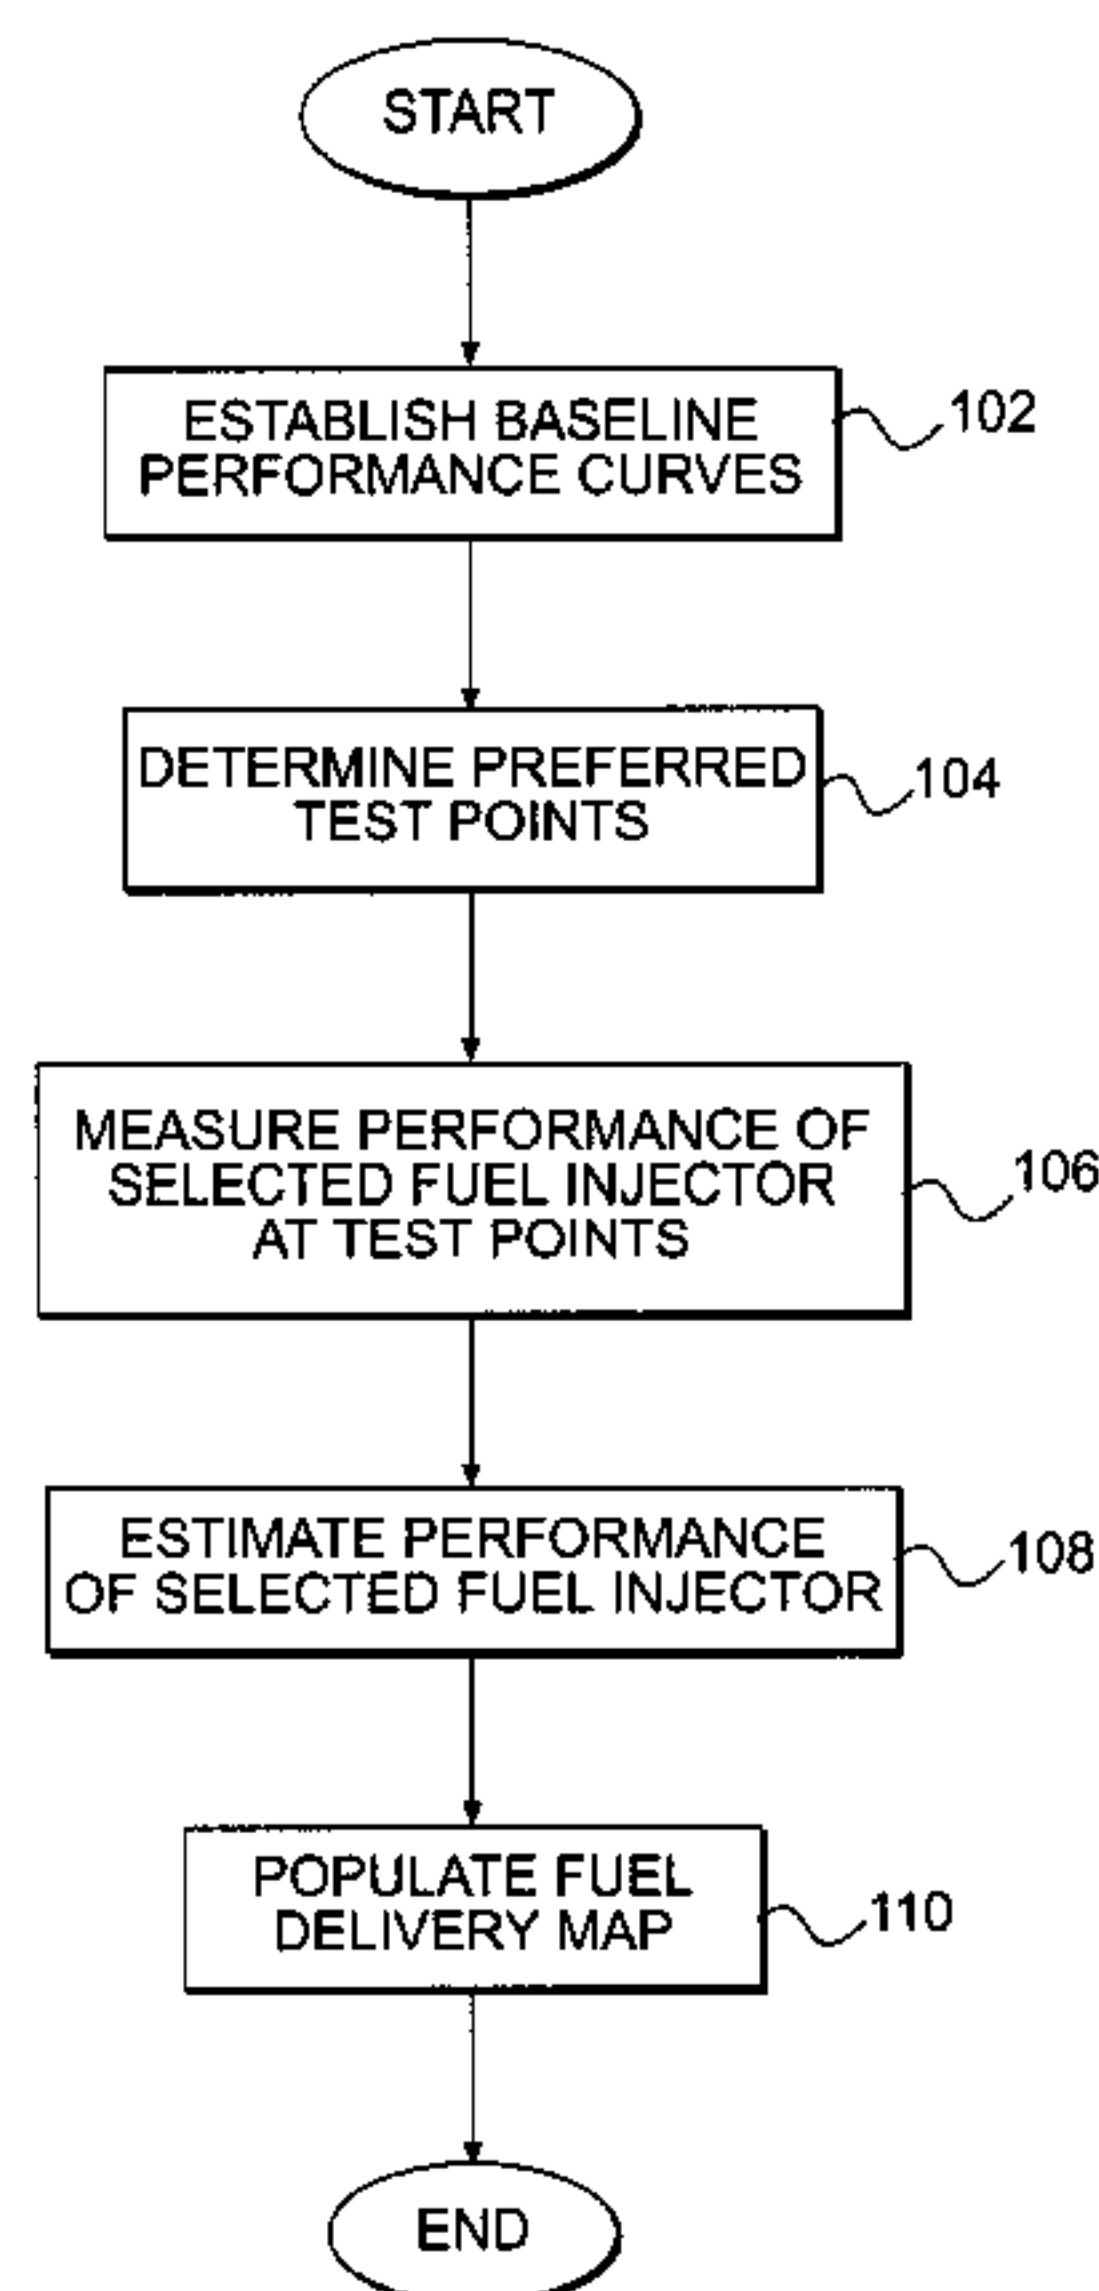 START
ESTABLISH BASELINE
PERFORMANCE CURVES
102
DETERMINE PREFERRED
TEST POINTS
104
MEASURE PERFORMANCE OF
SELECTED FUEL INJECTOR
AT TEST POINTS
106
ESTIMATE PERFORMANCE
OF SELECTED FUEL INJECTOR
108
POPULATE FUEL
DELIVERY MAP
110
END